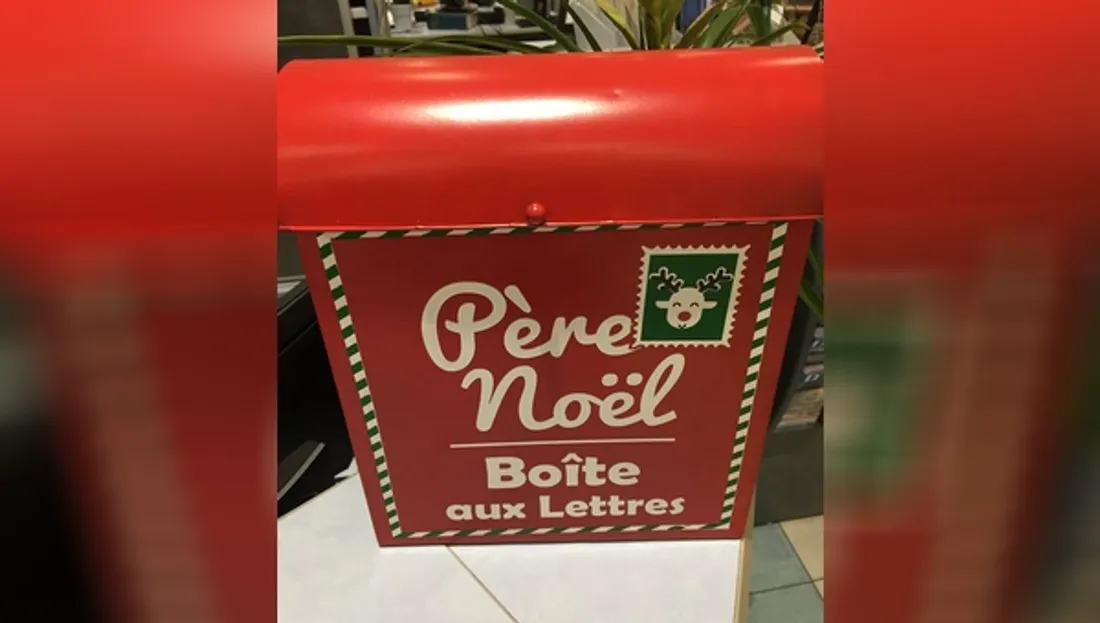 Père
Noël
Boîte
aux Lettres